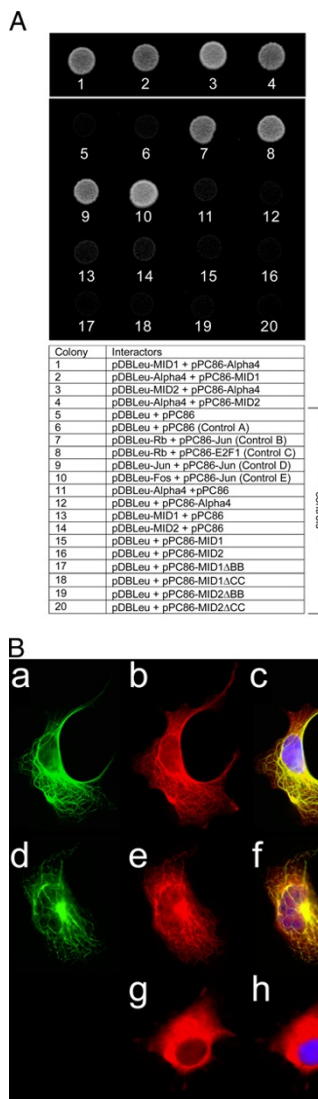 A
1 2 3 4
5 6 7 8
9 10 11 12
13 14 15 16
17 18 19 20
Colony Interactors
1 pDBLeu-MID1 + pPC86-Alpha4
2 pDBLeu-Alpha4 + pPC86-MID1
3 pDBLeu-MID2 + pPC86-Alpha4
4 pDBLeu-Alpha4 + pPC86-MID2
5 pDBLeu + pPC86
6 pDBLeu + pPC86 (Control A)
7 pDBLeu-Rb + pPC86-Jun (Control B)
8 pDBLeu-Rb + pPC86-E2F1 (Control C)
9 pDBLeu-Jun + pPC86-Jun (Control D)
10 pDBLeu-Fos + pPC86-Jun (Control E)
11 pDBLeu-Alpha4 +pPC86
12 pDBLeu + pPC86-Alpha4
13 pDBLeu-MID1 + pPC86
14 pDBLeu-MID2 + pPC86
15 pDBLeu + pPC86-MID1
16 pDBLeu + pPC86-MID2
17 pDBLeu + pPC86-MID1ΔBB
18 pDBLeu + pPC86-MID1ΔCC
19 pDBLeu + pPC86-MID2ΔBB
20 pDBLeu + pPC86-MID2ΔCC
B
a b c
d e f
g h